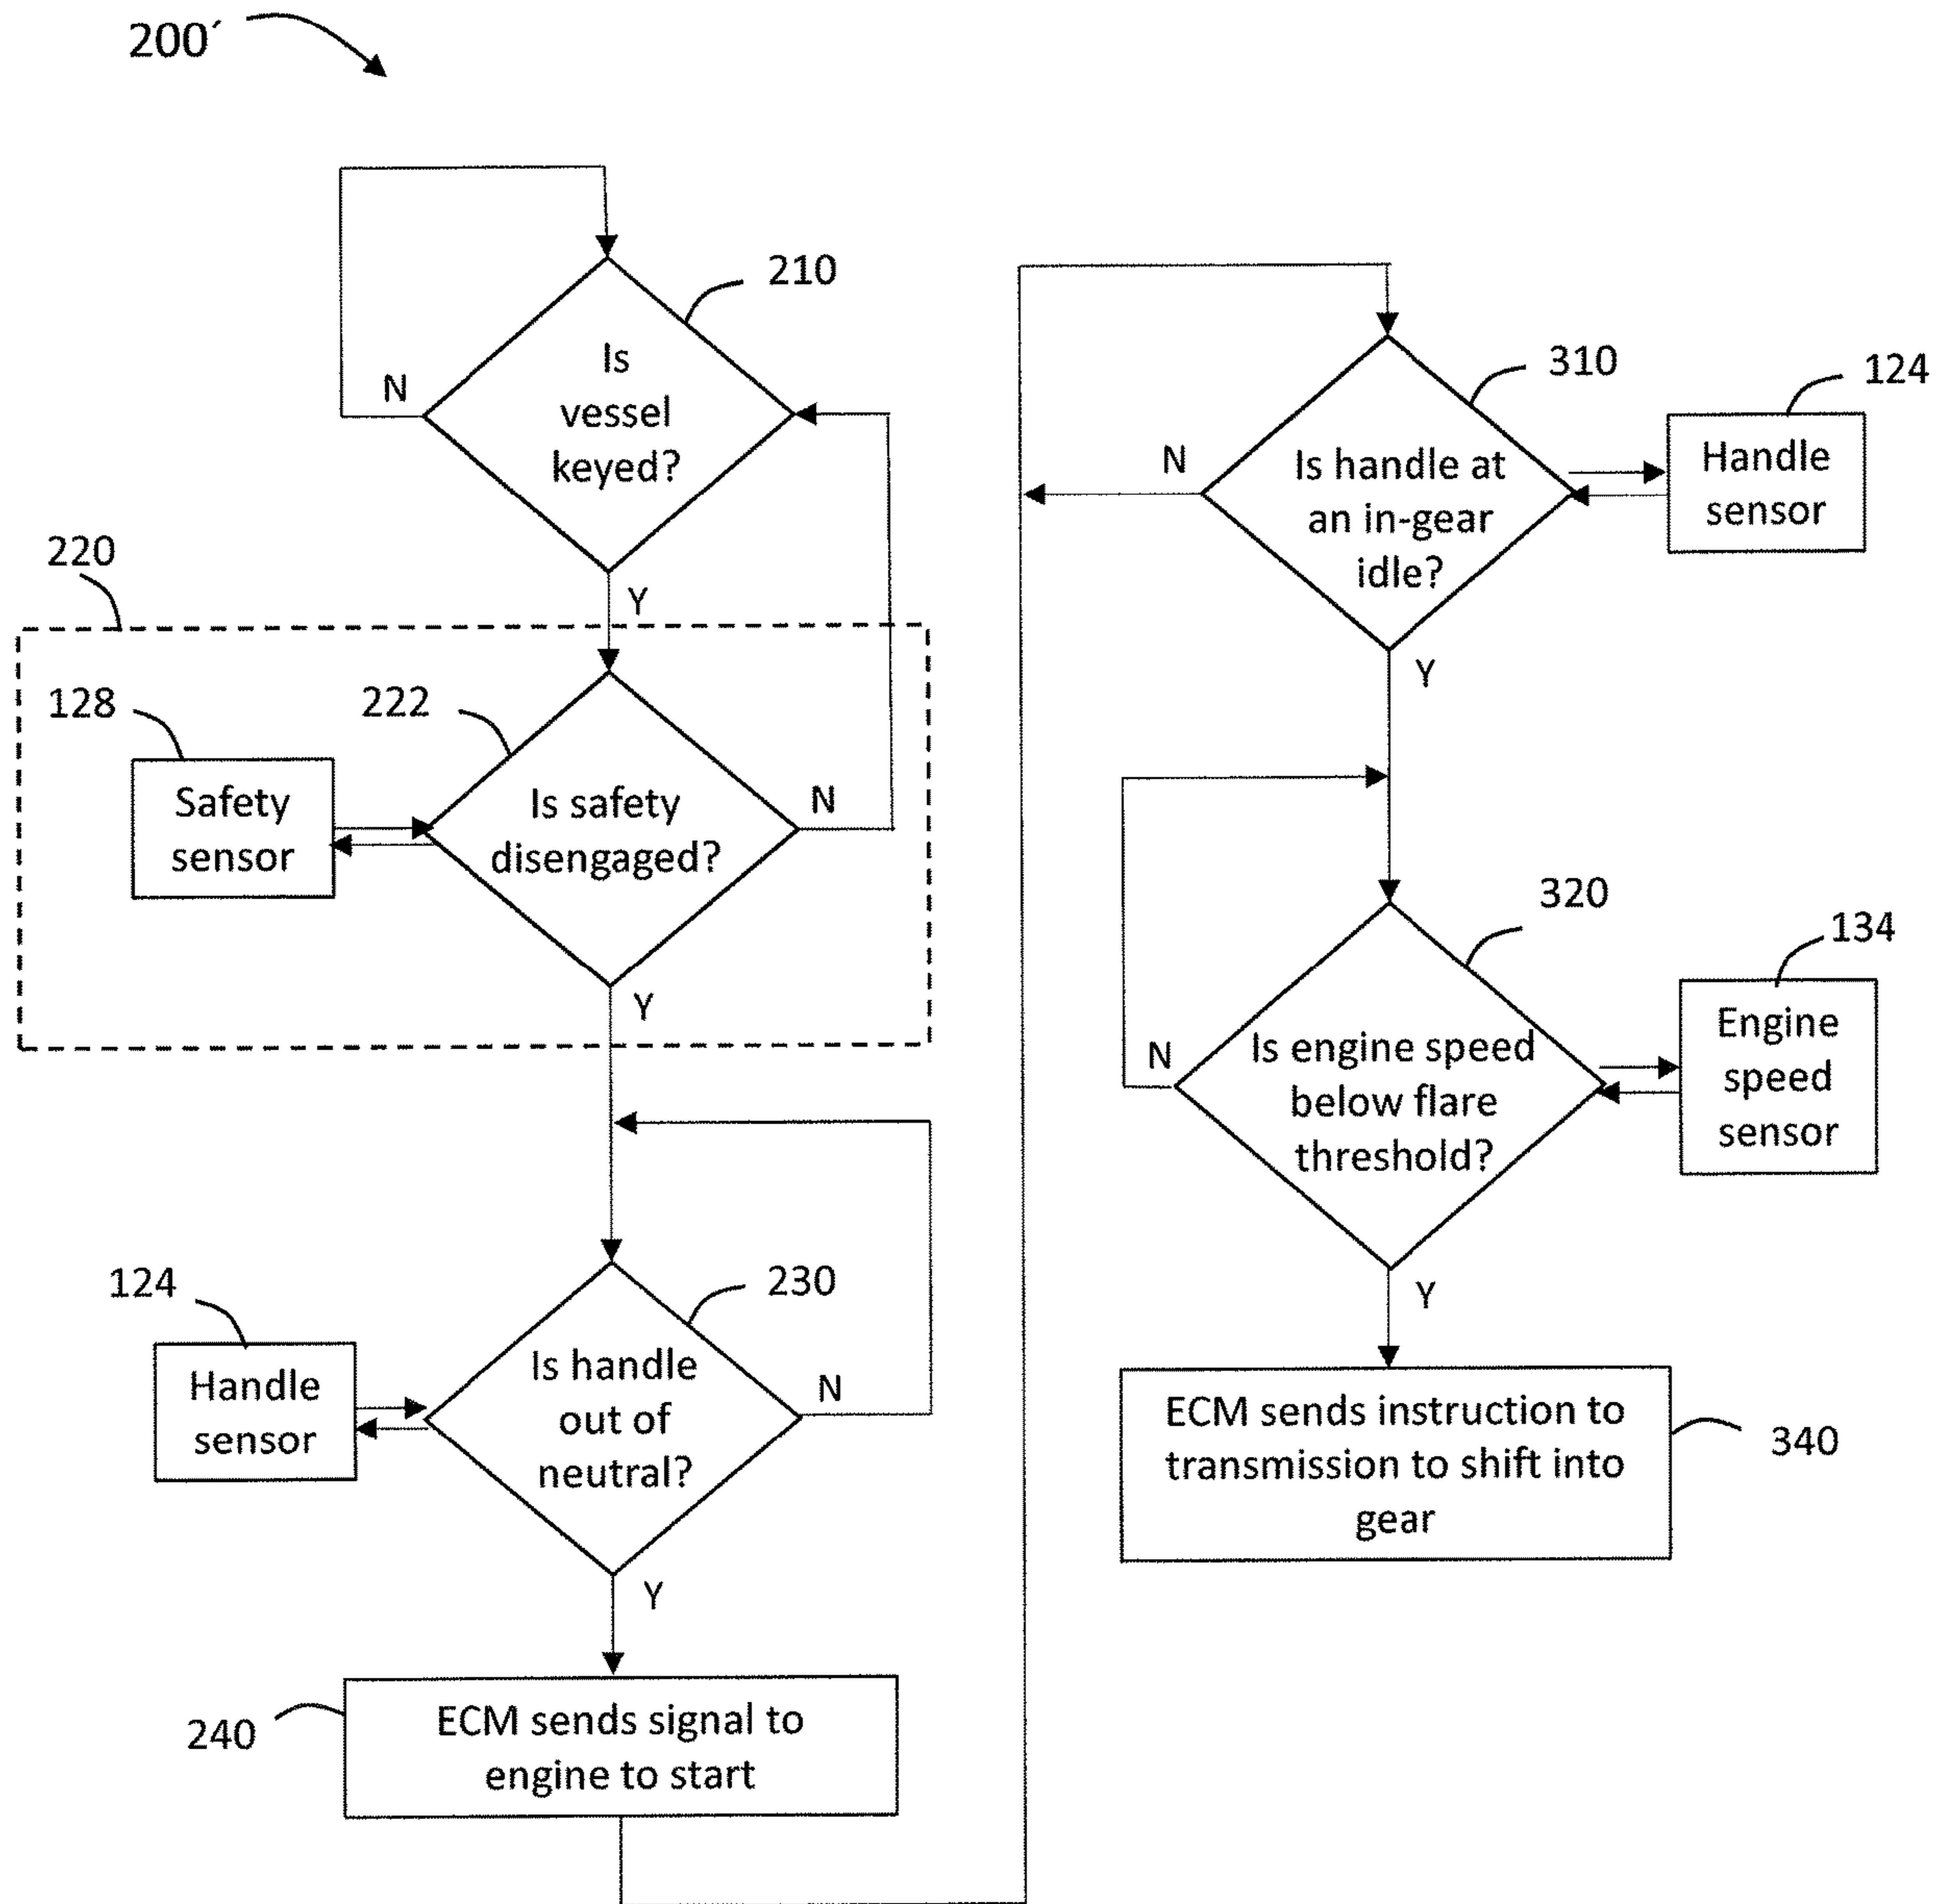 200´
210
Is
vessel
keyed?
N
Y
220
128
222
Safety
sensor
Is safety
disengaged?
N
Y
124
230
Handle
sensor
Is handle
out of
neutral?
N
Y
240
ECM sends signal to
engine to start
310
124
N
Is handle at
an in-gear
idle?
Handle
sensor
Y
320
134
N
Is engine speed
below flare
threshold?
Engine
speed
sensor
Y
ECM sends instruction to
transmission to shift into
gear
340